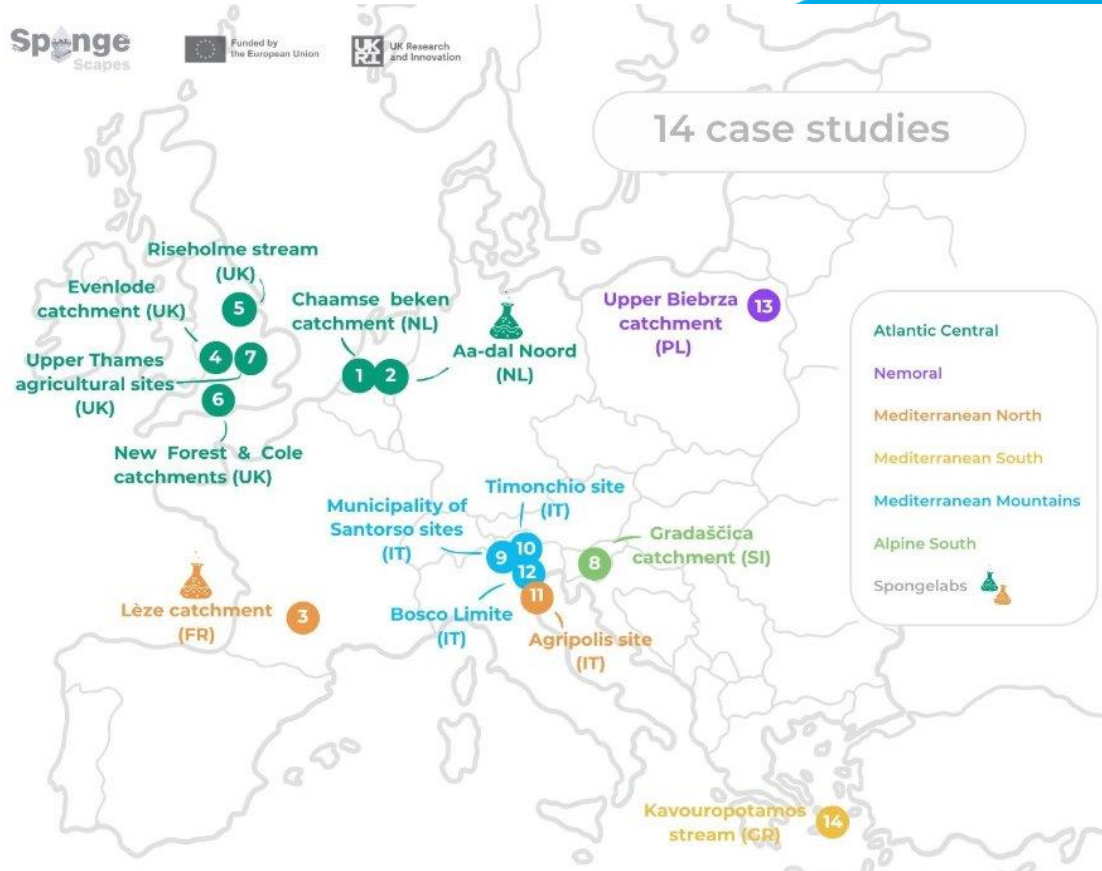 Sponge
Scapes
Funded by
the European Union
UK
RI
UK Research
and Innovation
14 case studies
Riseholme stream
(UK)
Evenlode
catchment (UK)
5
Chaamse beken
catchment (NL)
Upper Biebrza
catchment
(PL)
13
4
7
Upper Thames
agricultural sites
(UK)
1
2
Aa-dal Noord
(NL)
6
New Forest & Cole
catchments (UK)
Timonchio site
(IT)
Municipality of
Santorso sites
(IT)
10
9
12
11
Gradaščica
catchment (SI)
8
Lèze catchment
(FR)
3
Bosco Limite
(IT)
Agripolis site
(IT)
Kavouropotamos
stream (GR)
14
Atlantic Central
Nemoral
Mediterranean North
Mediterranean South
Mediterranean Mountains
Alpine South
Spongelabs